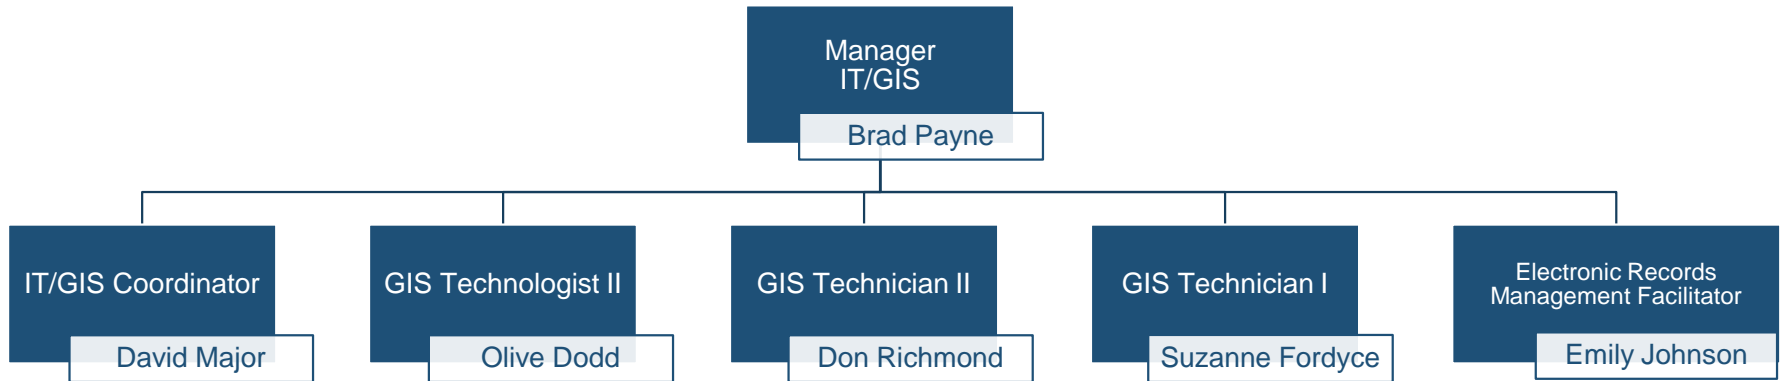 Manager
IT/GIS
Brad Payne
IT/GIS Coordinator
David Major
GIS Technologist II
Olive Dodd
GIS Technician II
Don Richmond
GIS Technician I
Suzanne Fordyce
Electronic Records
Management Facilitator
Emily Johnson